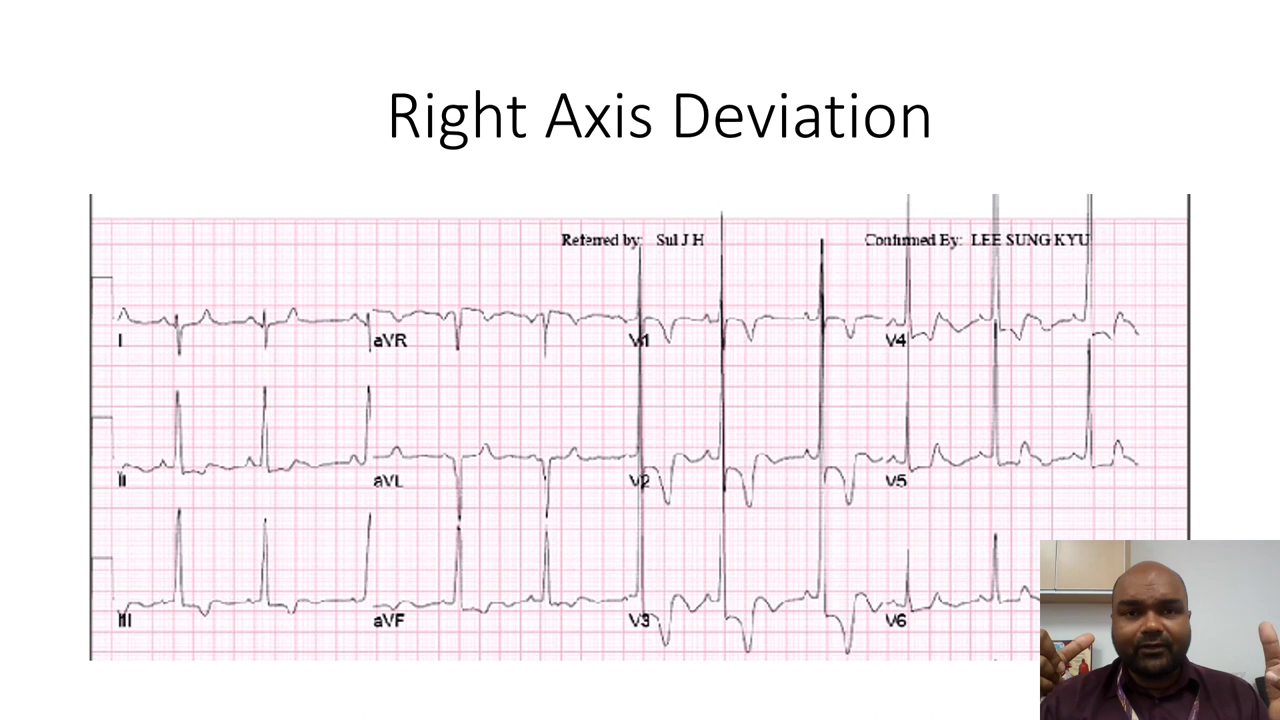 Right Axis Deviation
Referred by: Sul J H Confirmed By: LEE SUNG KYU
I aVR V1 V4
II aVL V2 V5
III aVF V3 V6